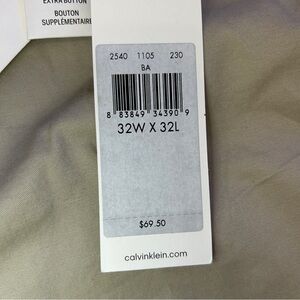 EXTRA BUTTON
BOUTON
SUPPLÉMENTAIRE
2540 1105 230
BA
8 83849 34390 9
32W X 32L
$69.50
calvinklein.com